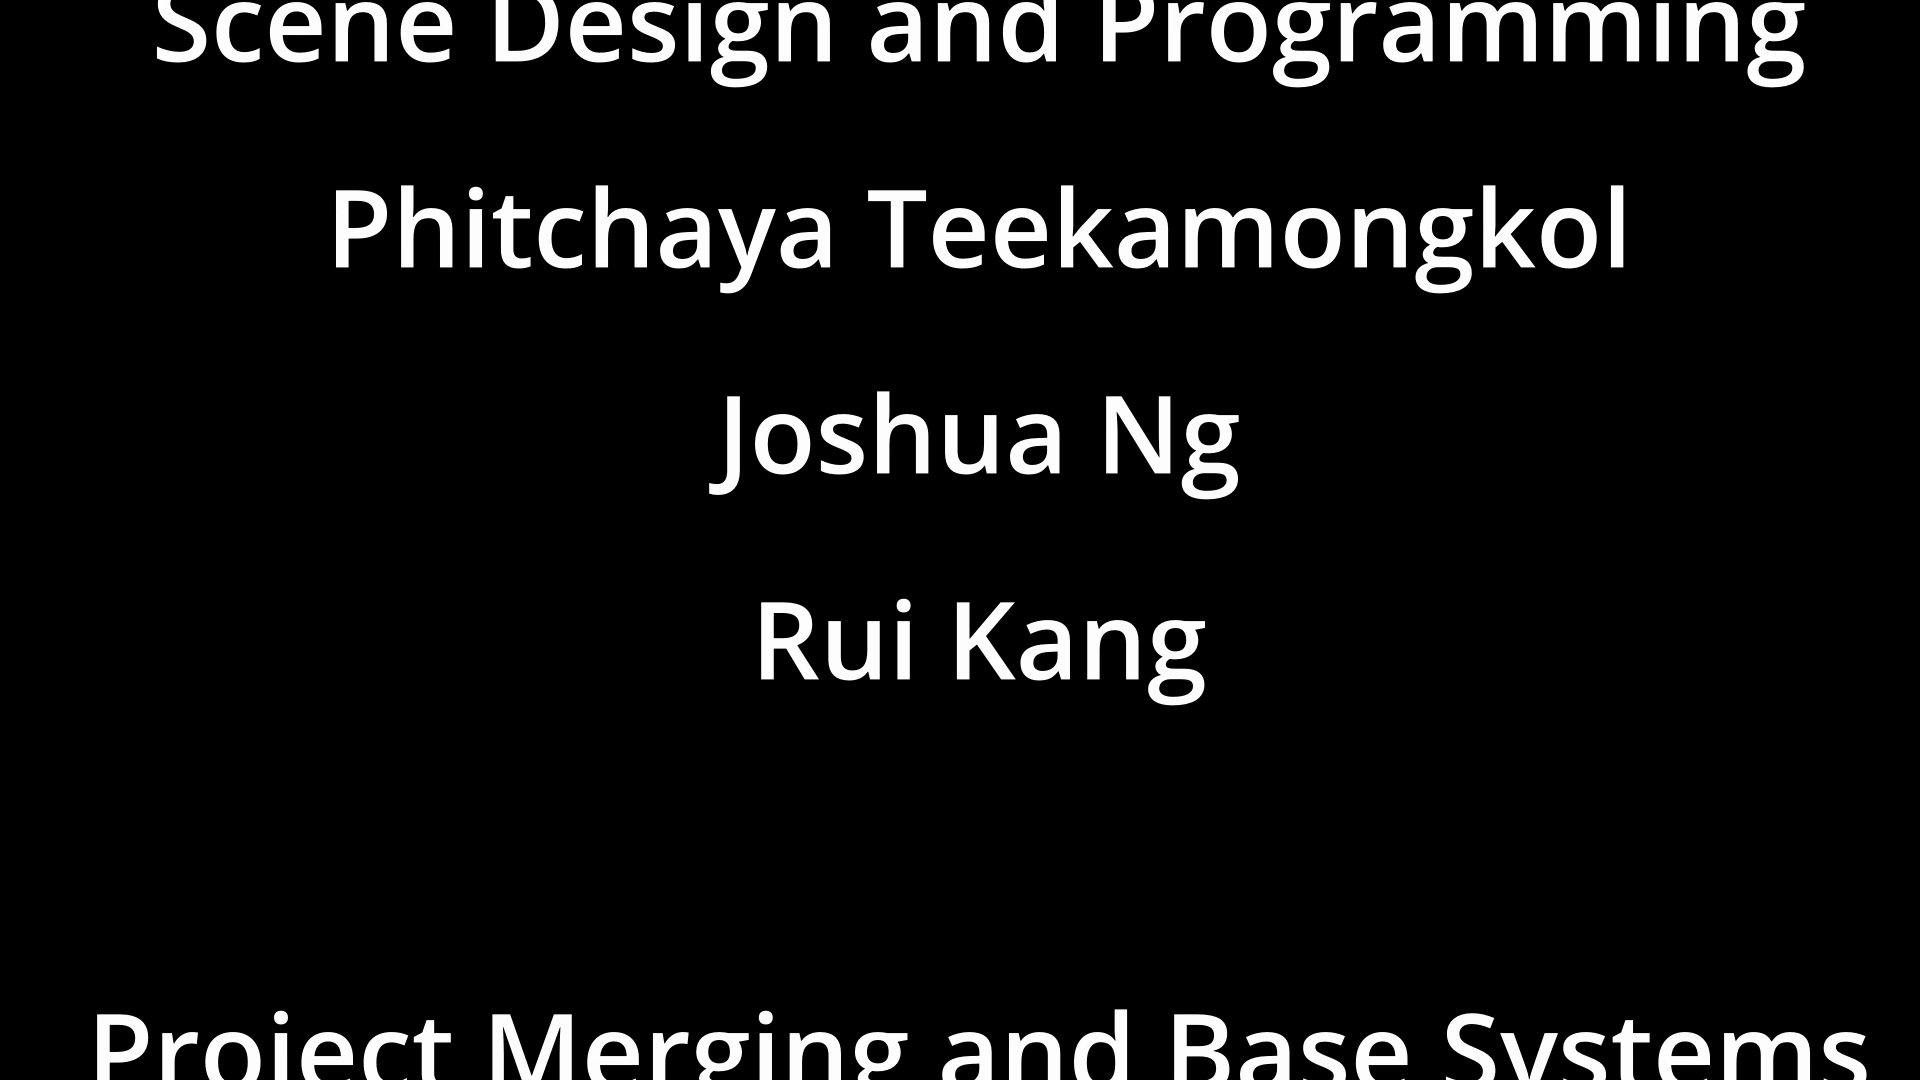 Scene Design and Programming
Phitchaya Teekamongkol
Joshua Ng
Rui Kang
Project Merging and Base Systems